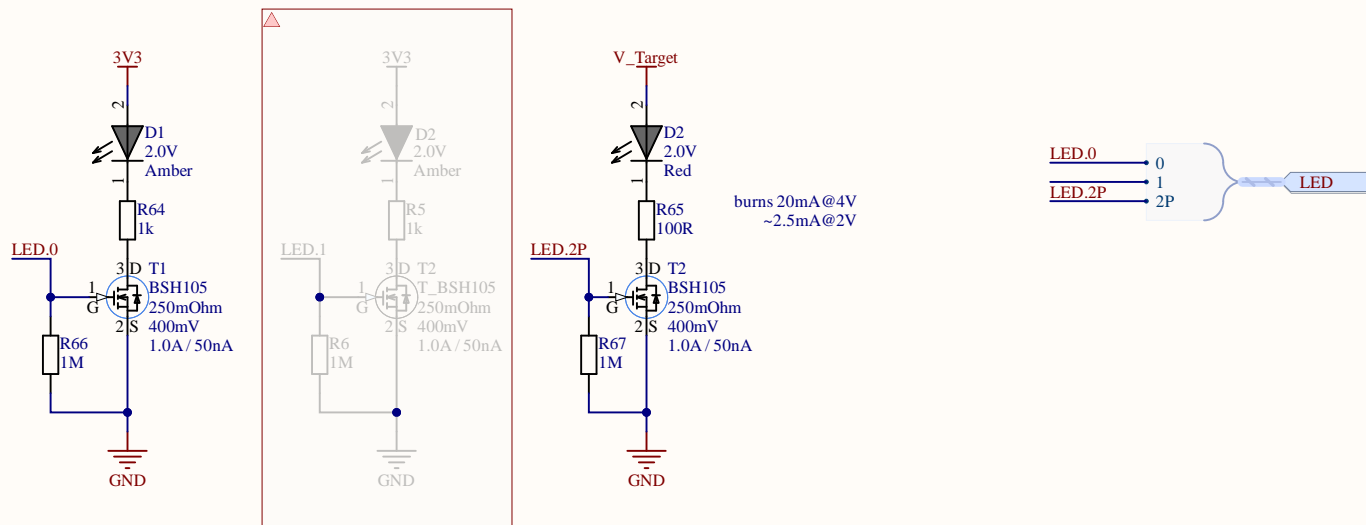 3V3
2
D1
2.0V
Amber
1
R64
1k
LED.0
3 D
T1
1
G
BSH105
250mOhm
2 S
400mV
1.0A / 50nA
R66
1M
GND
3V3
2
D2
2.0V
Amber
1
R5
1k
LED.1
3 D
T2
1
G
T_BSH105
250mOhm
2 S
400mV
1.0A / 50nA
R6
1M
GND
V_Target
2
D2
2.0V
Red
1
R65
100R
LED.2P
3 D
T2
1
G
BSH105
250mOhm
2 S
400mV
1.0A / 50nA
R67
1M
GND
burns 20mA@4V
~2.5mA@2V
LED.0
0
1
LED.2P
2P
LED